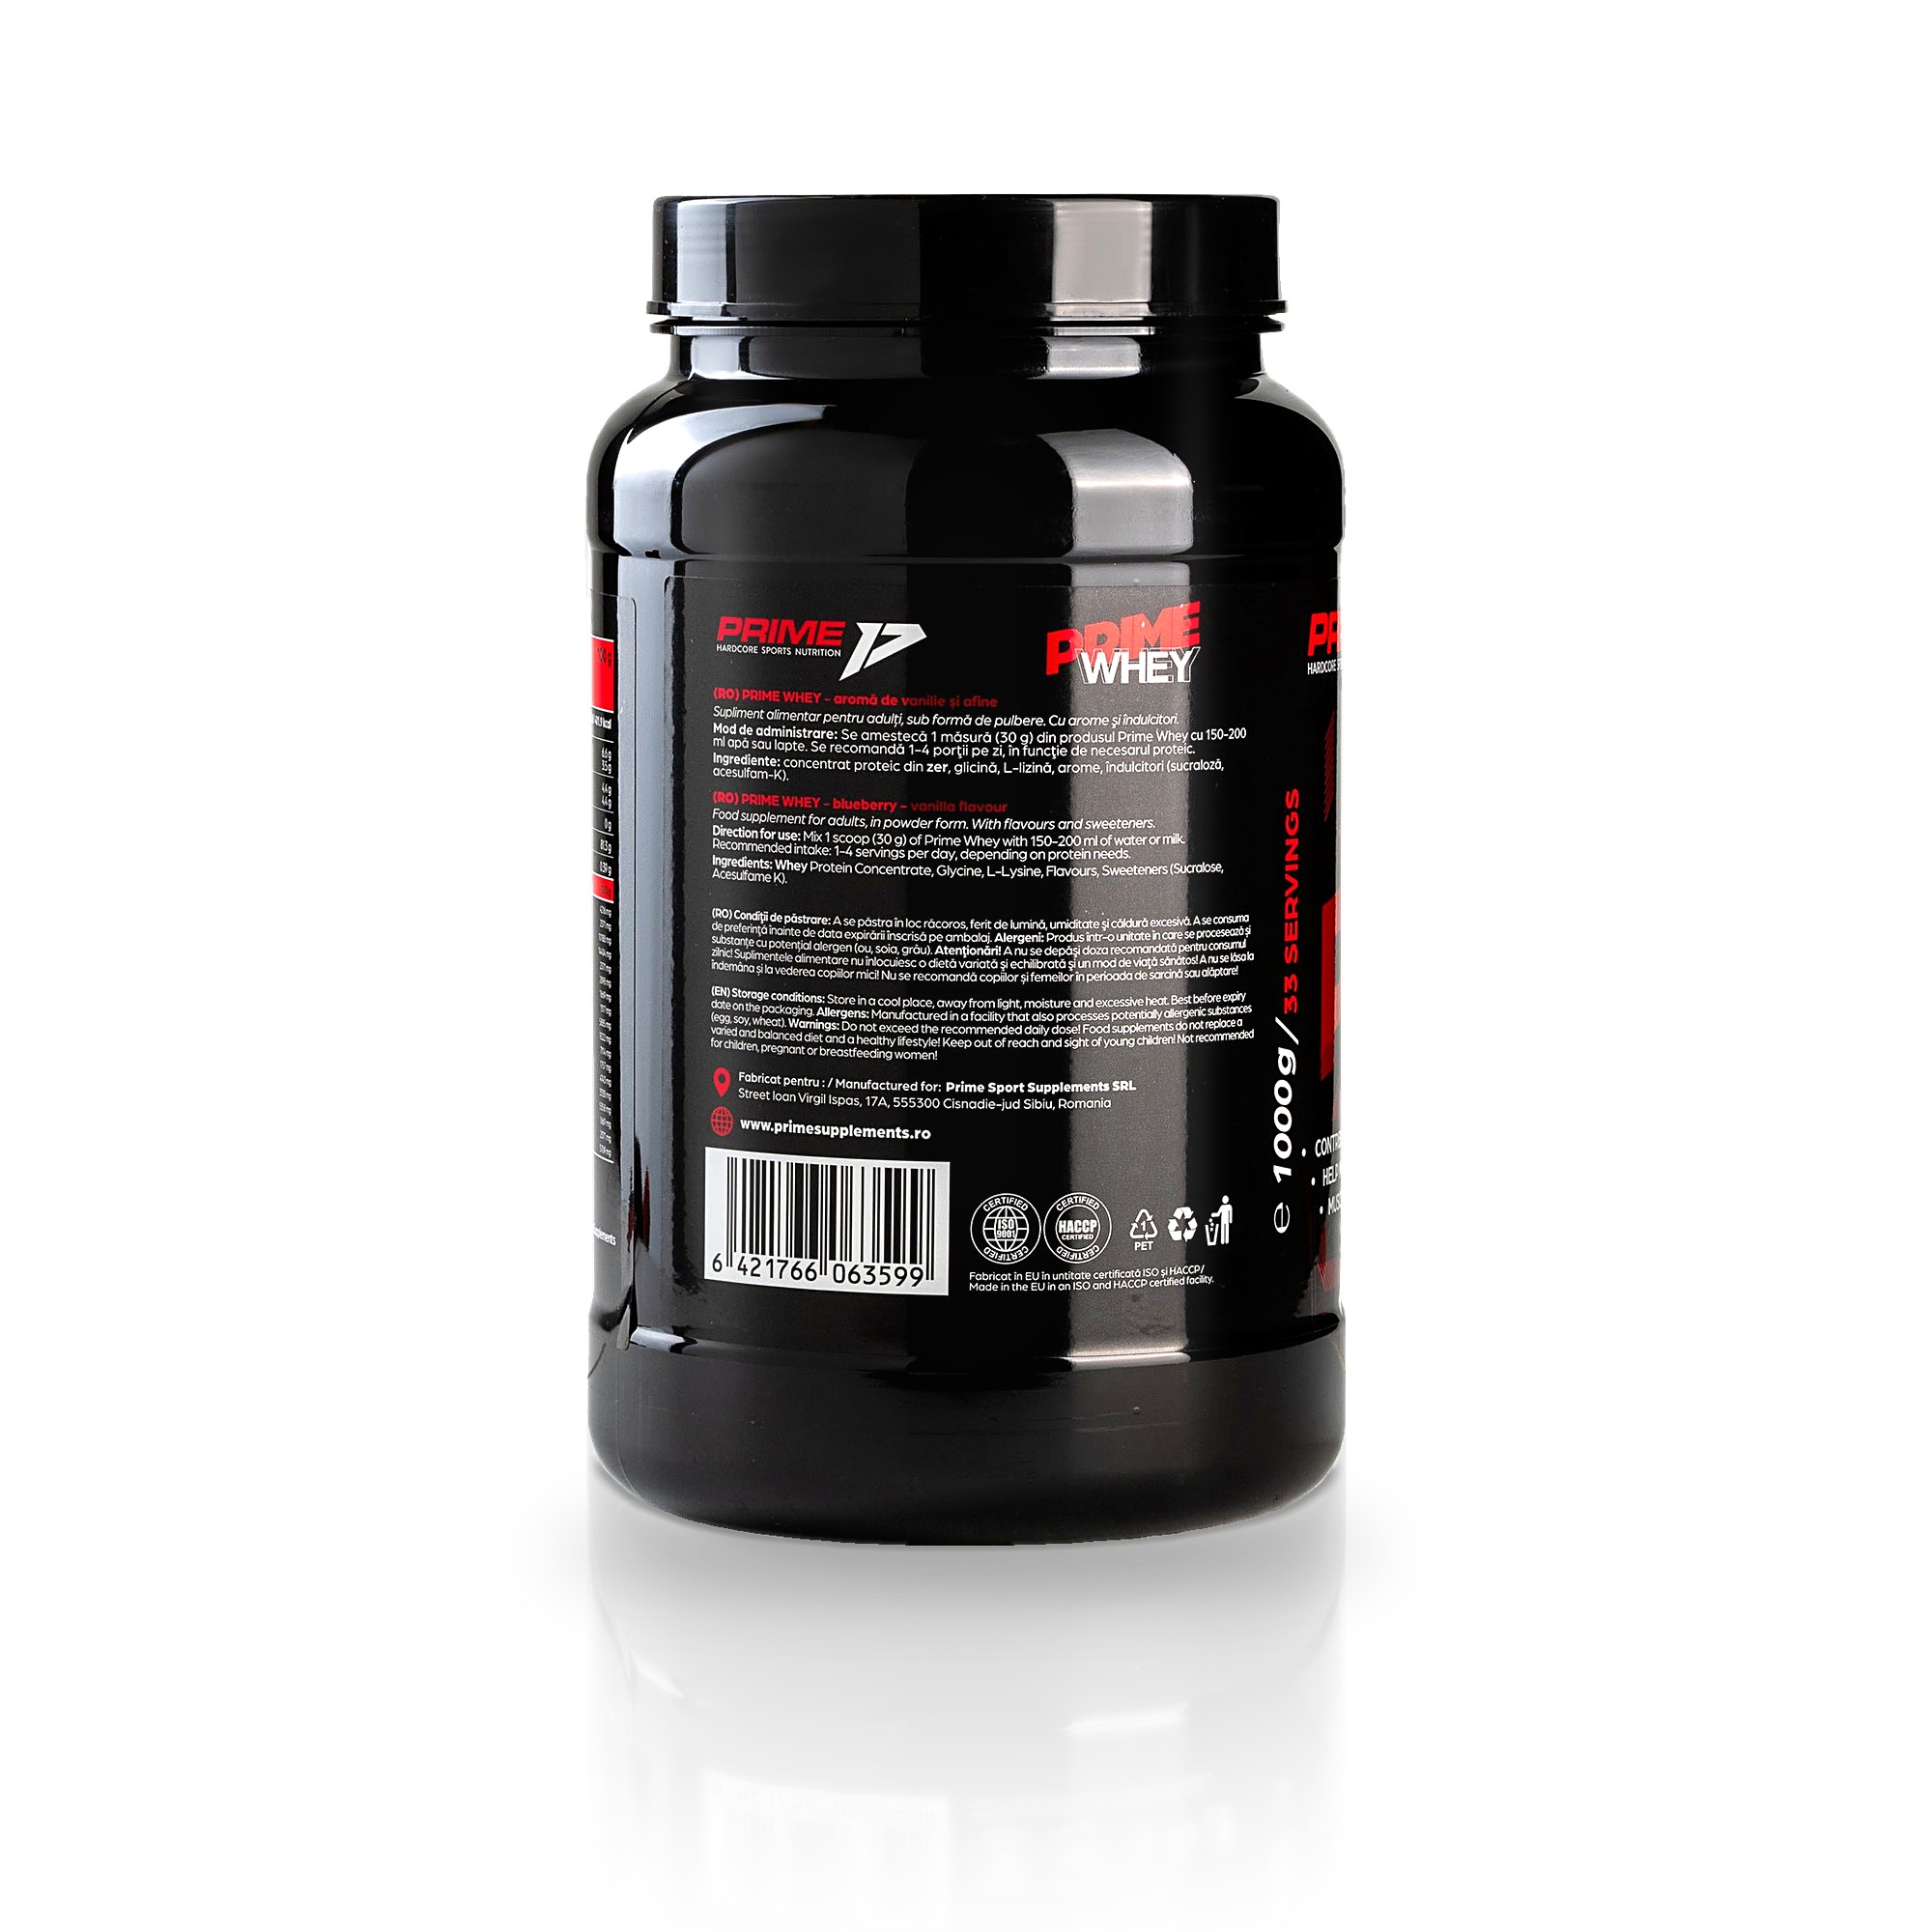 PRIME
HARDCORE SPORTS NUTRITION
PRIME
WHEY
(RO) PRIME WHEY - aromă de vanilie și afine
Supliment alimentar pentru adulți, sub formă de pulbere. Cu arome și îndulcitori.
Mod de administrare: Se amestecă 1 măsură (30 g) din produsul Prime Whey cu 150-200
ml apă sau lapte. Se recomandă 1-4 porții pe zi, în funcție de necesarul proteic.
Ingrediente: concentrat proteic din zer, glicină, L-lizină, arome, îndulcitori (sucraloză,
acesulfam-K).
(RO) PRIME WHEY - blueberry - vanilla flavour
Food supplement for adults, in powder form. With flavours and sweeteners.
Direction for use: Mix 1 scoop (30 g) of Prime Whey with 150-200 ml of water or milk.
Recommended intake: 1-4 servings per day, depending on protein needs.
Ingredients: Whey Protein Concentrate, Glycine, L-Lysine, Flavours, Sweeteners (Sucralose,
Acesulfame K).
(RO) Condiții de păstrare: A se păstra în loc răcoros, ferit de lumină, umiditate și căldură excesivă. A se consuma
de preferință înainte de data expirării înscrisă pe ambalaj. Alergeni: Produs într-o unitate în care se procesează și
substanțe cu potențial alergen (ou, soia, grâu). Atenționări! A nu se depăși doza recomandată pentru consumul
zilnic! Suplimentele alimentare nu înlocuiesc o dietă variată și echilibrată și un mod de viață sănătos! A nu se lăsa la
îndemâna și la vederea copiilor mici! Nu se recomandă copiilor și femeilor în perioada de sarcină sau alăptare!
(EN) Storage conditions: Store in a cool place, away from light, moisture and excessive heat. Best before expiry
date on the packaging. Allergens: Manufactured in a facility that also processes potentially allergenic substances
(egg, soy, wheat). Warnings: Do not exceed the recommended daily dose! Food supplements do not replace a
varied and balanced diet and a healthy lifestyle! Keep out of reach and sight of young children! Not recommended
for children, pregnant or breastfeeding women!
Fabricat pentru : / Manufactured for: Prime Sport Supplements SRL
Street Ioan Virgil Ispas, 17A, 555300 Cisnadie-jud Sibiu, Romania
www.primesupplements.ro
6 421766 063599
CERTIFIED
ISO
9001
CERTIFIED
CERTIFIED
HACCP
CERTIFIED
CERTIFIED
1
PET
Fabricat în EU în untitate certificată ISO și HACCP/
Made in the EU in an ISO and HACCP certified facility.
e 1000g / 33 SERVINGS